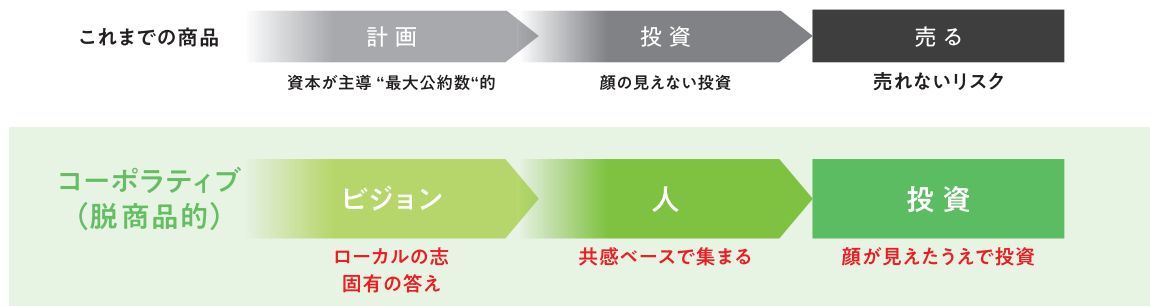 これまでの商品
計画
投資
売る
資本が主導 “最大公約数“的
顔の見えない投資
売れないリスク
コーポラティブ
（脱商品的）
ビジョン
人
投資
ローカルの志
固有の答え
共感ベースで集まる
顔が見えたうえで投資